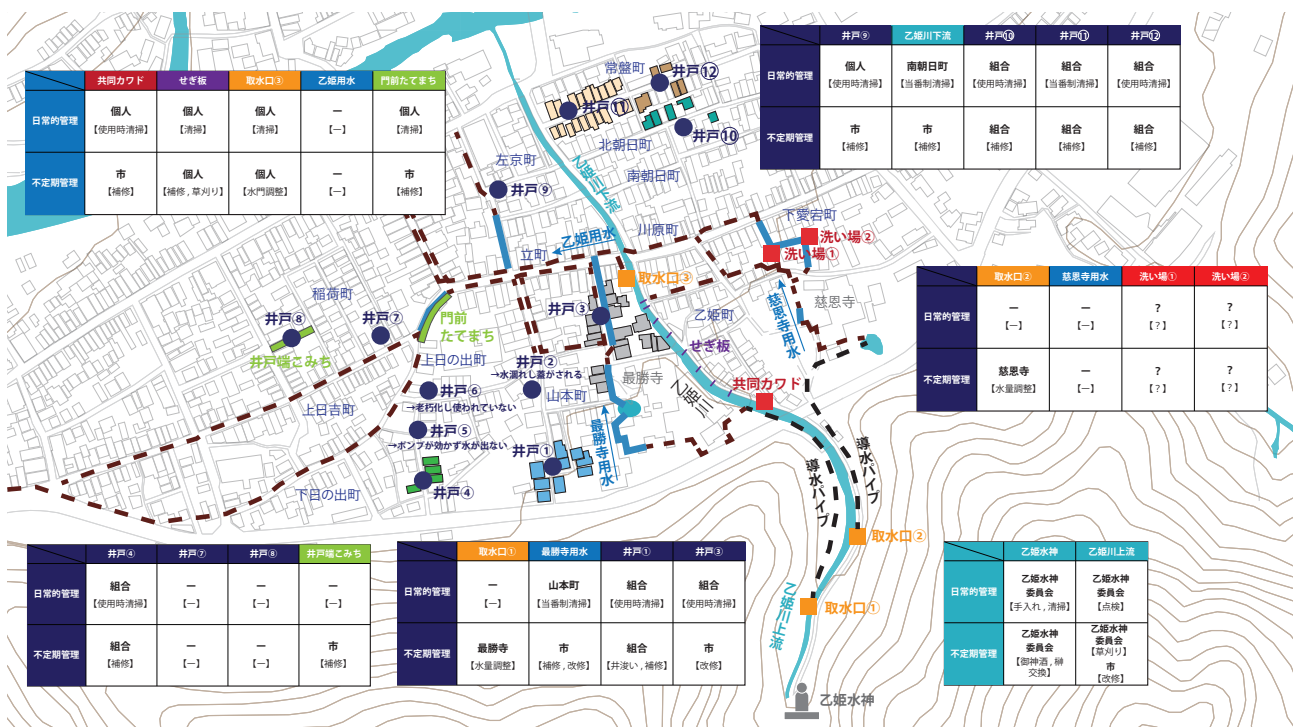 共同カワド せぎ板 取水口③ 乙姫用水 門前たてまち
日常的管理 個人 個人 個人 ー 個人
【使用時清掃】 【清掃】 【清掃】 【ー】 【清掃】
不定期管理 市 個人 個人 ー 市
【補修】 【補修 , 草刈り】 【水門調整】 【ー】 【補修】
井戸⑨ 乙姫川下流 井戸⑩ 井戸⑪ 井戸⑫
日常的管理 個人 南朝日町 組合 組合 組合
【使用時清掃】 【当番制清掃】 【使用時清掃】 【当番制清掃】 【使用時清掃】
不定期管理 市 市 組合 組合 組合
【補修】 【補修】 【補修】 【補修】 【補修】
常盤町
井戸⑫
井戸⑪
井戸⑩
北朝日町
左京町
南朝日町
井戸⑨
乙姫川下流
下愛宕町
川原町
洗い場②
乙姫用水
洗い場①
立町
取水口③
稲荷町
慈恩寺
慈恩寺用水
井戸③
乙姫町
井戸⑧
井戸⑦
門前
たてまち
せぎ板
井戸端こみち
上日の出町
井戸②
→水涸れし蓋がされる
最勝寺
共同カワド
井戸⑥
→老朽化し使われていない
山本町
乙姫川
上日吉町
井戸⑤
→ポンプが効かず水が出ない
最勝寺用水
井戸①
導水パイプ
導水パイプ
下日の出町
井戸④
取水口②
取水口①
乙姫川上流
乙姫水神
取水口② 慈恩寺用水 洗い場① 洗い場②
日常的管理 ー ー ? ?
【ー】 【ー】 【 ? 】 【 ? 】
不定期管理 慈恩寺 ー ? ?
【水量調整】 【ー】 【 ? 】 【 ? 】
井戸④ 井戸⑦ 井戸⑧ 井戸端こみち
日常的管理 組合 ー ー ー
【使用時清掃】 【ー】 【ー】 【ー】
不定期管理 組合 ー ー 市
【補修】 【ー】 【ー】 【補修】
取水口① 最勝寺用水 井戸① 井戸③
日常的管理 ー 山本町 組合 組合
【ー】 【当番制清掃】 【使用時清掃】 【使用時清掃】
不定期管理 最勝寺 市 組合 市
【水量調整】 【補修 , 改修】 【井浚い , 補修】 【改修】
乙姫水神 乙姫川上流
日常的管理 乙姫水神 乙姫水神
委員会 委員会
【手入れ , 清掃】 【点検】
不定期管理 乙姫水神 乙姫水神
委員会 委員会
【御神酒 , 榊 【草刈り】
交換】 市
【改修】